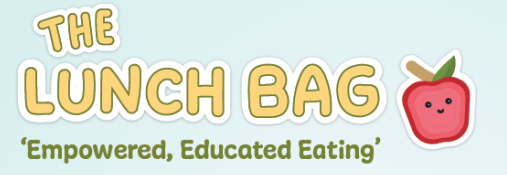 THE
LUNCH BAG
‘Empowered, Educated Eating’